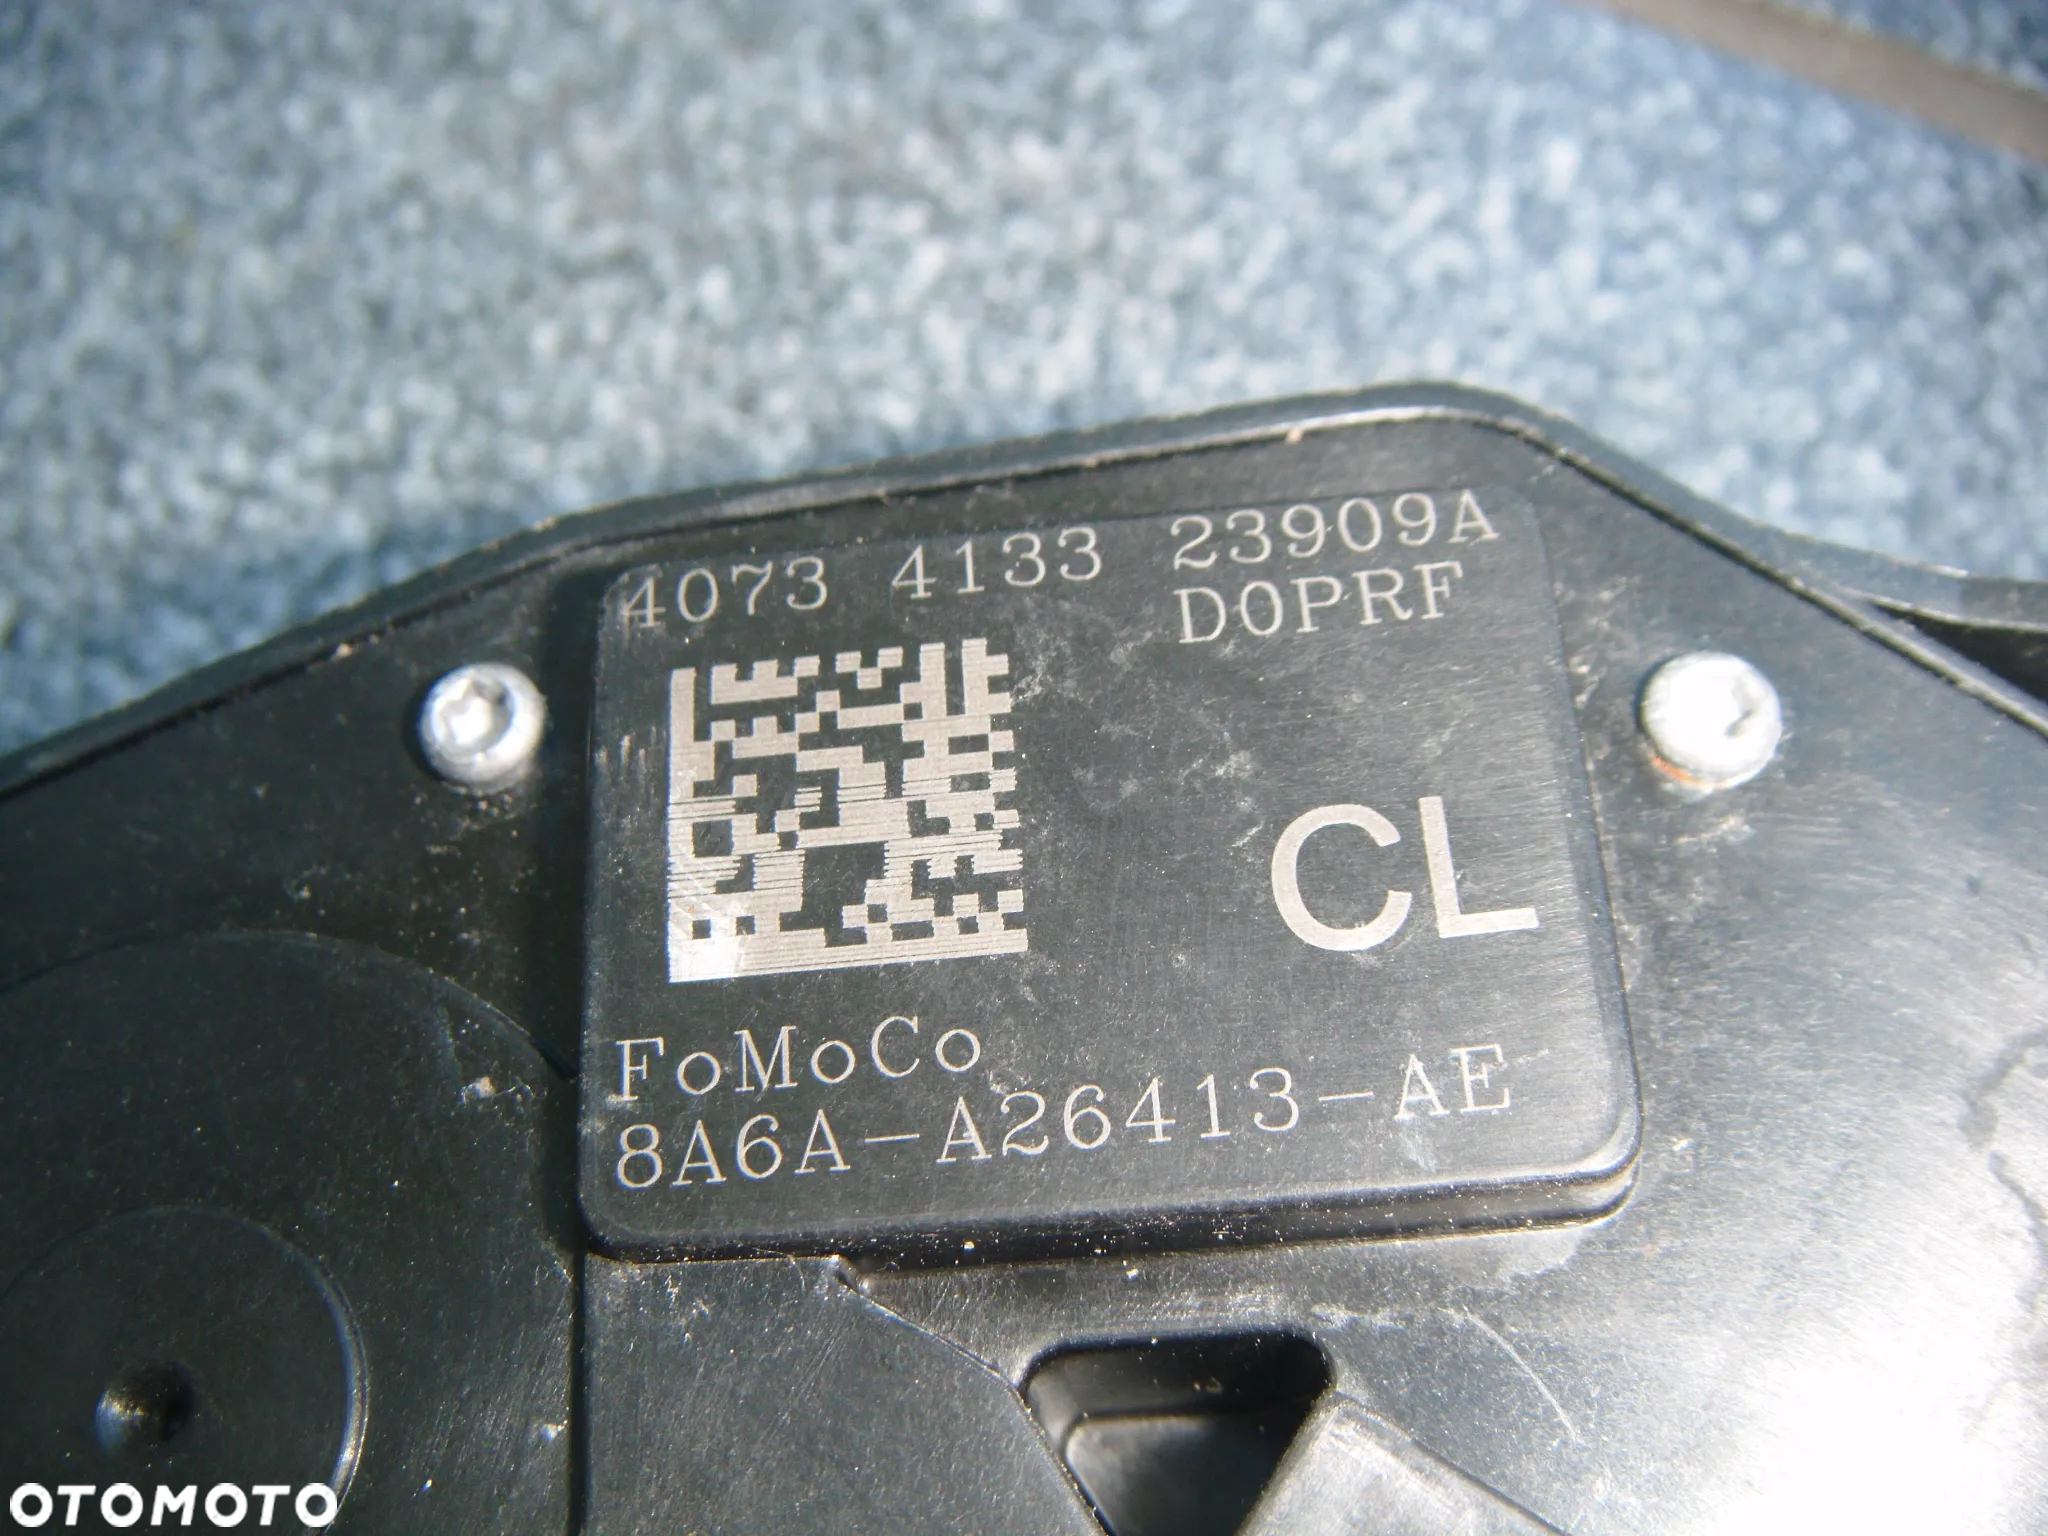 4073 4133 23909A
D0PRF
CL
FoMoCo
8A6A-A26413-AE
OTOMOTO